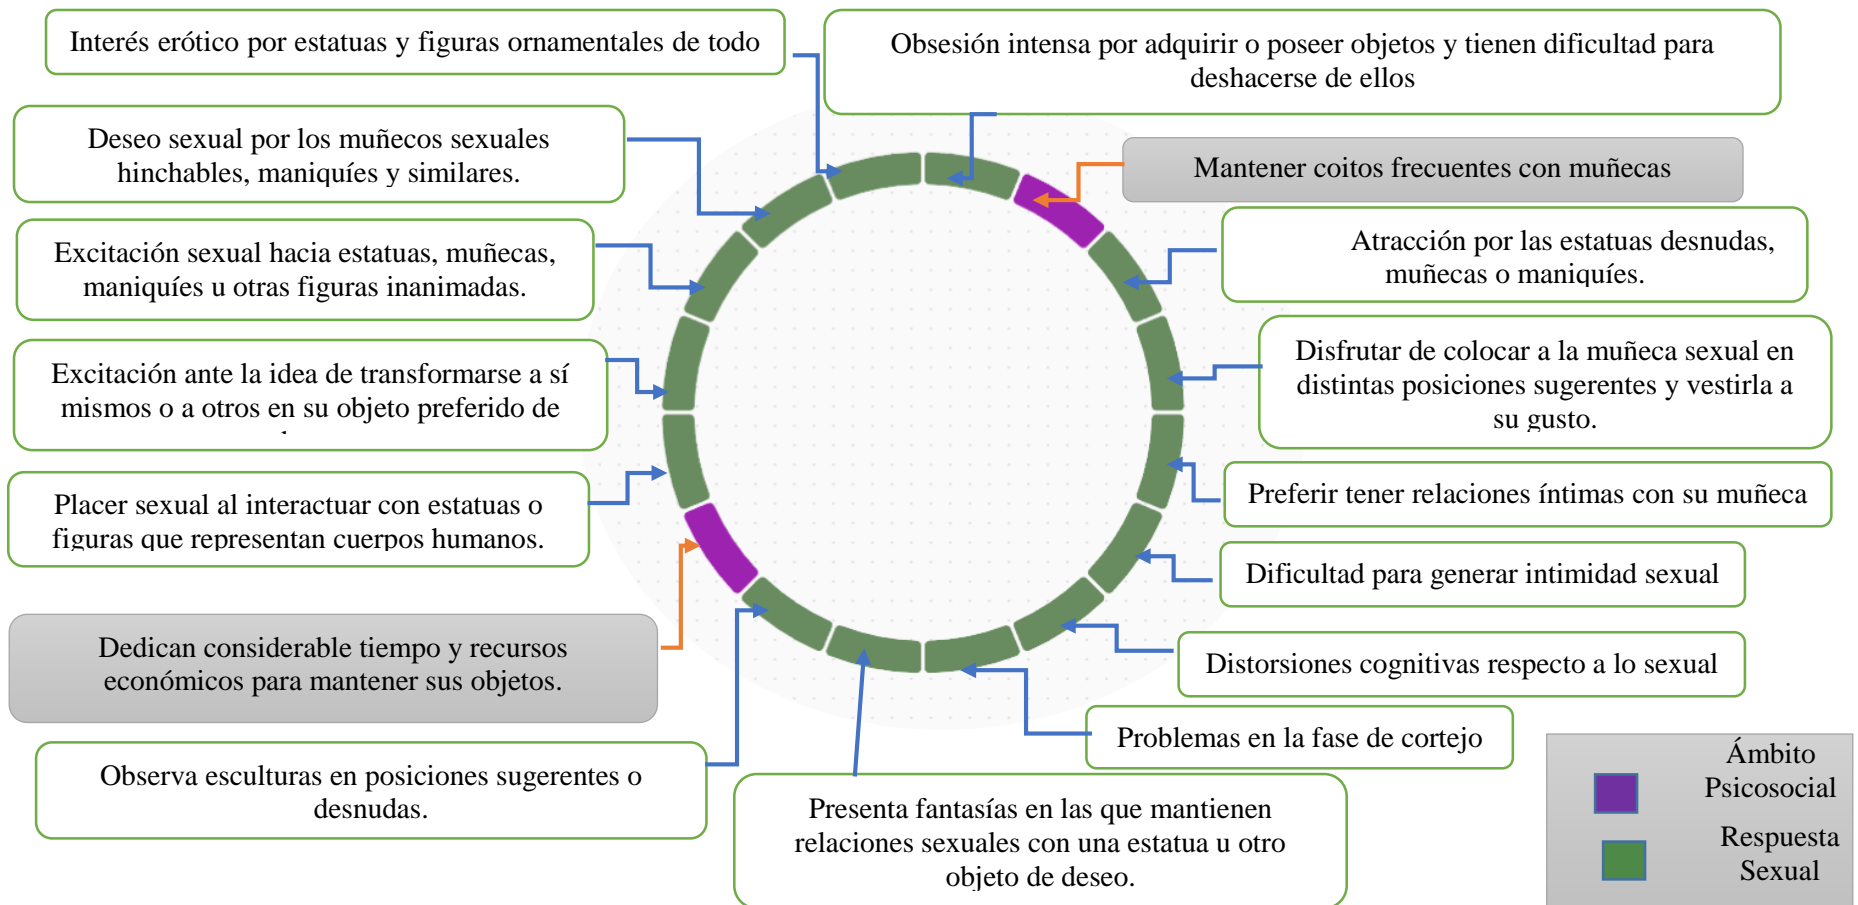 Interés erótico por estatuas y figuras ornamentales de todo
Obsesión intensa por adquirir o poseer objetos y tienen dificultad para
deshacerse de ellos
Deseo sexual por los muñecos sexuales
hinchables, maniquíes y similares.
Mantener coitos frecuentes con muñecas
Excitación sexual hacia estatuas, muñecas,
maniquíes u otras figuras inanimadas.
Atracción por las estatuas desnudas,
muñecas o maniquíes.
Excitación ante la idea de transformarse a sí
mismos o a otros en su objeto preferido de
Disfrutar de colocar a la muñeca sexual en
distintas posiciones sugerentes y vestirla a
su gusto.
Placer sexual al interactuar con estatuas o
figuras que representan cuerpos humanos.
Preferir tener relaciones íntimas con su muñeca
Dificultad para generar intimidad sexual
Dedican considerable tiempo y recursos
económicos para mantener sus objetos.
Distorsiones cognitivas respecto a lo sexual
Problemas en la fase de cortejo
Observa esculturas en posiciones sugerentes o
desnudas.
Presenta fantasías en las que mantienen
relaciones sexuales con una estatua u otro
objeto de deseo.
Ámbito
Psicosocial
Respuesta
Sexual